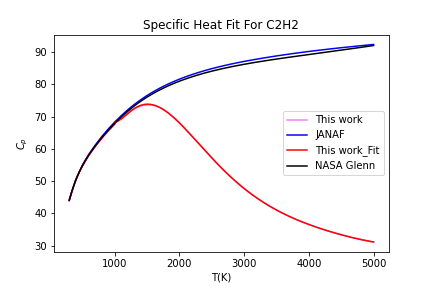 Specific Heat Fit For C2H2
90
80
70
60
50
40
30
C_p
This work
JANAF
This work_Fit
NASA Glenn
1000
2000
3000
4000
5000
T(K)